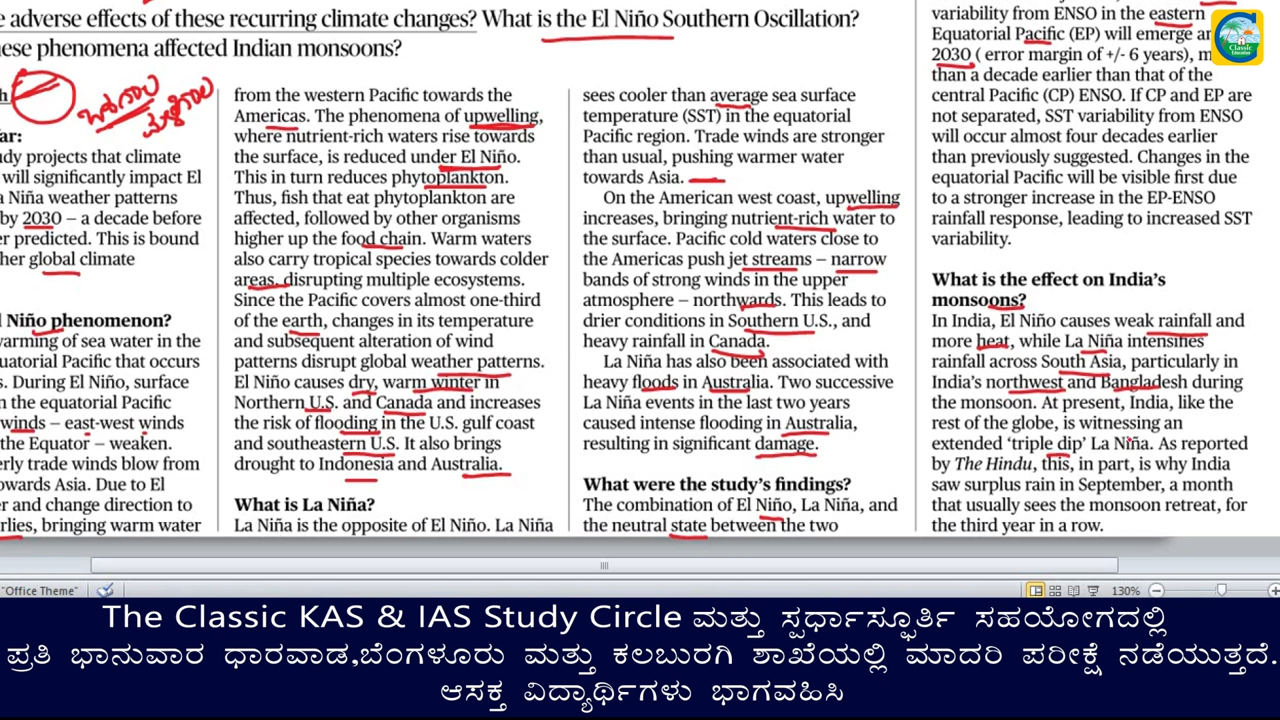 e adverse effects of these recurring climate changes? What is the El Niño Southern Oscillation?
hese phenomena affected Indian monsoons?
ಬರಗಾಲ
ಮಳೆಗಾಲ
far:
udy projects that climate
will significantly impact El
a Niña weather patterns
by 2030 – a decade before
er predicted. This is bound
her global climate
l Niño phenomenon?
warming of sea water in the
quatorial Pacific that occurs
s. During El Niño, surface
n the equatorial Pacific
winds – east-west winds
the Equator – weaken.
erly trade winds blow from
owards Asia. Due to El
er and change direction to
rlies, bringing warm water
from the western Pacific towards the
Americas. The phenomena of upwelling,
where nutrient-rich waters rise towards
the surface, is reduced under El Niño.
This in turn reduces phytoplankton.
Thus, fish that eat phytoplankton are
affected, followed by other organisms
higher up the food chain. Warm waters
also carry tropical species towards colder
areas, disrupting multiple ecosystems.
Since the Pacific covers almost one-third
of the earth, changes in its temperature
and subsequent alteration of wind
patterns disrupt global weather patterns.
El Niño causes dry, warm winter in
Northern U.S. and Canada and increases
the risk of flooding in the U.S. gulf coast
and southeastern U.S. It also brings
drought to Indonesia and Australia.
What is La Niña?
La Niña is the opposite of El Niño. La Niña
sees cooler than average sea surface
temperature (SST) in the equatorial
Pacific region. Trade winds are stronger
than usual, pushing warmer water
towards Asia.
On the American west coast, upwelling
increases, bringing nutrient-rich water to
the surface. Pacific cold waters close to
the Americas push jet streams – narrow
bands of strong winds in the upper
atmosphere – northwards. This leads to
drier conditions in Southern U.S., and
heavy rainfall in Canada.
La Niña has also been associated with
heavy floods in Australia. Two successive
La Niña events in the last two years
caused intense flooding in Australia,
resulting in significant damage.
What were the study's findings?
The combination of El Niño, La Niña, and
the neutral state between the two
variability from ENSO in the eastern
Equatorial Pacific (EP) will emerge ar
2030 ( error margin of +/- 6 years), m
than a decade earlier than that of the
central Pacific (CP) ENSO. If CP and EP are
not separated, SST variability from ENSO
will occur almost four decades earlier
than previously suggested. Changes in the
equatorial Pacific will be visible first due
to a stronger increase in the EP-ENSO
rainfall response, leading to increased SST
variability.
What is the effect on India's
monsoons?
In India, El Niño causes weak rainfall and
more heat, while La Niña intensifies
rainfall across South Asia, particularly in
India's northwest and Bangladesh during
the monsoon. At present, India, like the
rest of the globe, is witnessing an
extended 'triple dip' La Niña. As reported
by The Hindu, this, in part, is why India
saw surplus rain in September, a month
that usually sees the monsoon retreat, for
the third year in a row.
Classic
Education
"Office Theme"
130%
The Classic KAS & IAS Study Circle ಮತ್ತು ಸ್ಪರ್ಧಾಸ್ಫೂರ್ತಿ ಸಹಯೋಗದಲ್ಲಿ
ಪ್ರತಿ ಭಾನುವಾರ ಧಾರವಾಡ,ಬೆಂಗಳೂರು ಮತ್ತು ಕಲಬುರಗಿ ಶಾಖೆಯಲ್ಲಿ ಮಾದರಿ ಪರೀಕ್ಷೆ ನಡೆಯುತ್ತದೆ.
ಆಸಕ್ತ ವಿದ್ಯಾರ್ಥಿಗಳು ಭಾಗವಹಿಸಿ